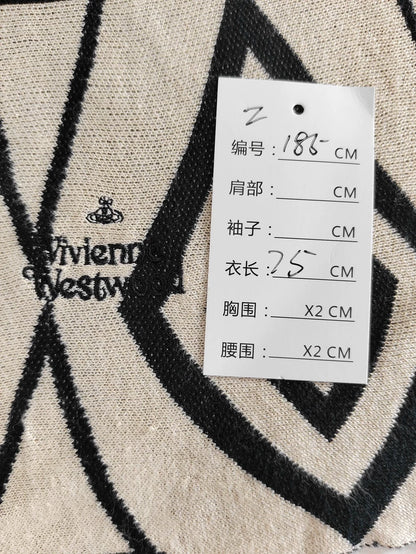 Z
编号：185 CM
肩部：CM
袖子：CM
衣长：75 CM
胸围：X2 CM
腰围：X2 CM
Vivienne
Westwood